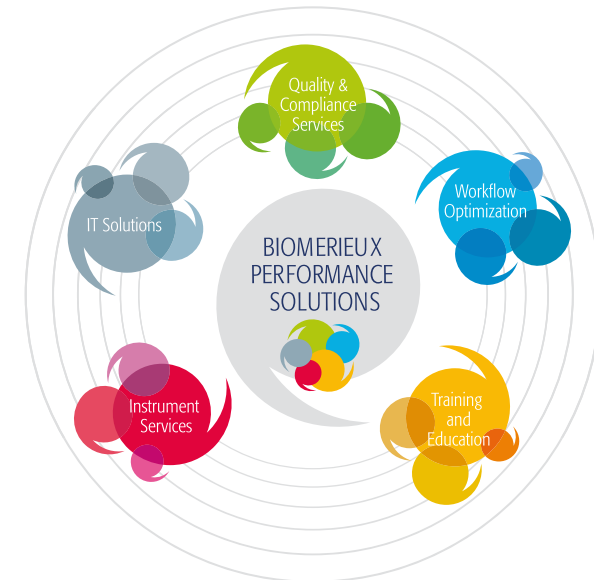 Quality &
Compliance
Services
Workflow
Optimization
IT Solutions
BIOMERIEUX
PERFORMANCE
SOLUTIONS
Instrument
Services
Training
and
Education